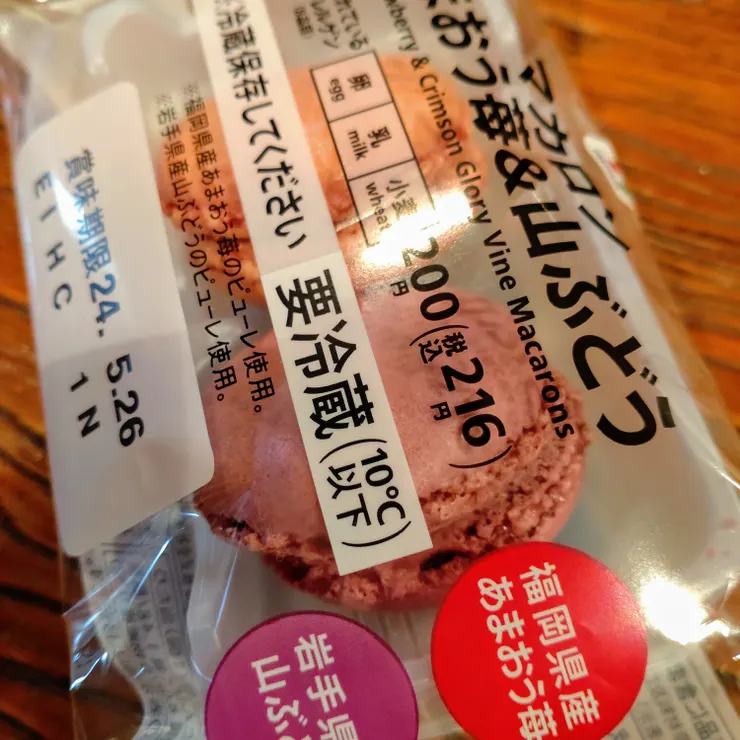 マカロン
まおう苺&山ぶどう
berry & Crimson Glory Vine Macarons
200円(税込216円)
卵 乳 小麦
egg milk wheat
冷蔵保存してください
要冷蔵(10℃以下)
※福岡県産あまおう苺のピューレ使用。
※岩手県産山ぶどうのピューレ使用。
賞味期限24. 5.26
EIHC 1N
福岡県産
あまおう苺
岩手県
山ぶど